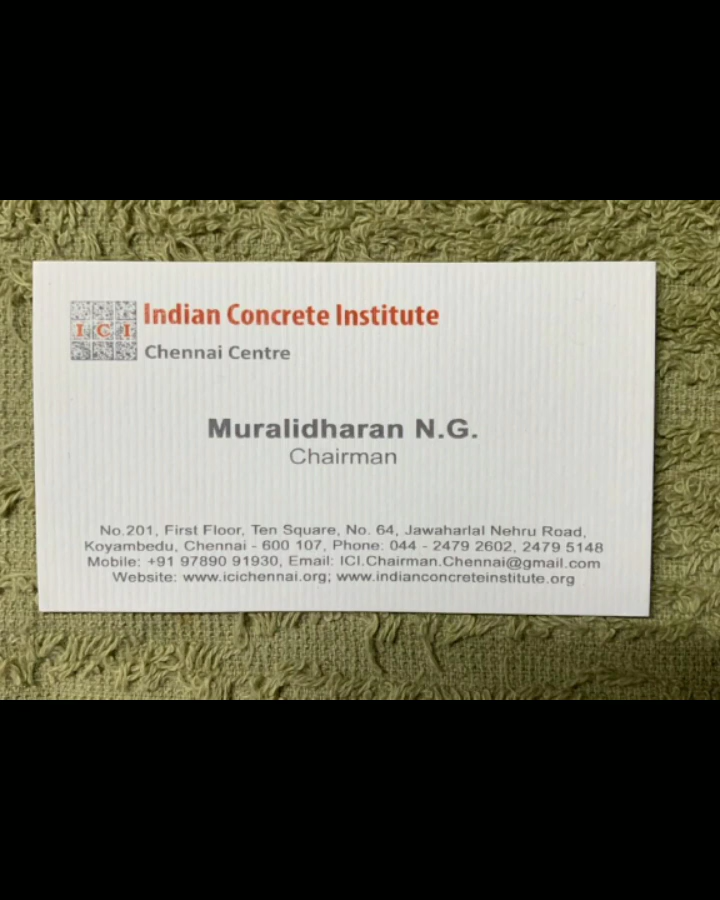 Indian Concrete Institute
I C I
Chennai Centre
Muralidharan N.G.
Chairman
No.201, First Floor, Ten Square, No. 64, Jawaharlal Nehru Road,
Koyambedu, Chennai - 600 107, Phone: 044 - 2479 2602, 2479 5148
Mobile: +91 97890 91930, Email: ICI.Chairman.Chennai@gmail.com
Website: www.icichennai.org; www.indianconcreteinstitute.org